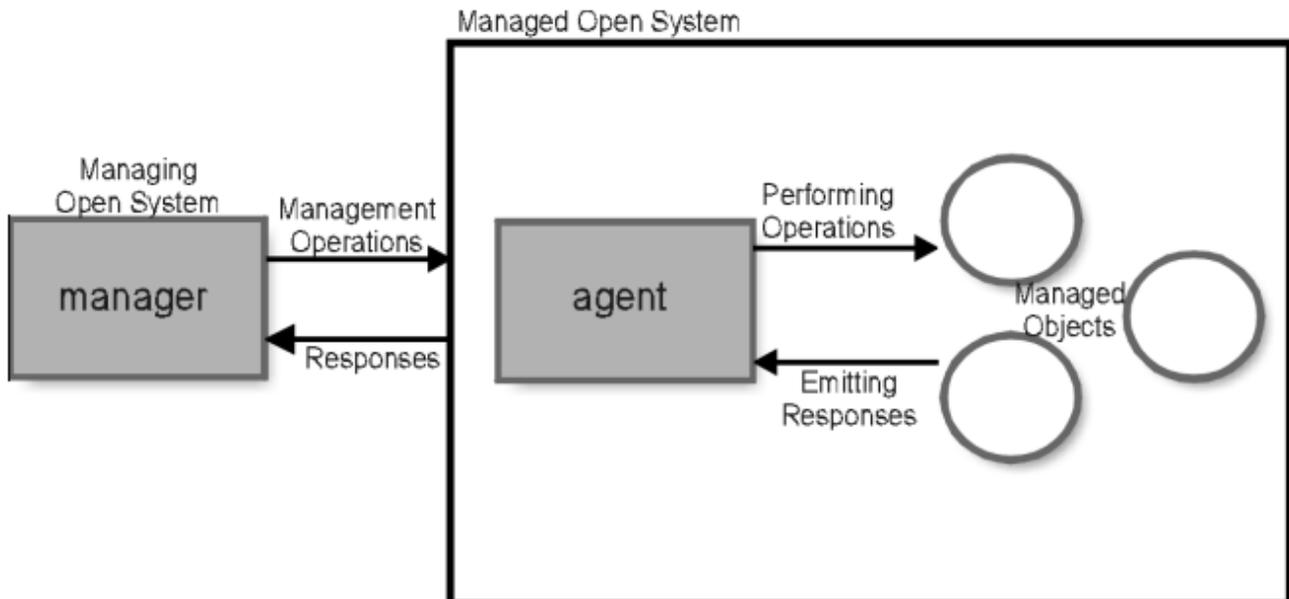 Managed Open System
Managing
Open System
manager
Management
Operations
Responses
agent
Performing
Operations
Managed
Objects
Emitting
Responses